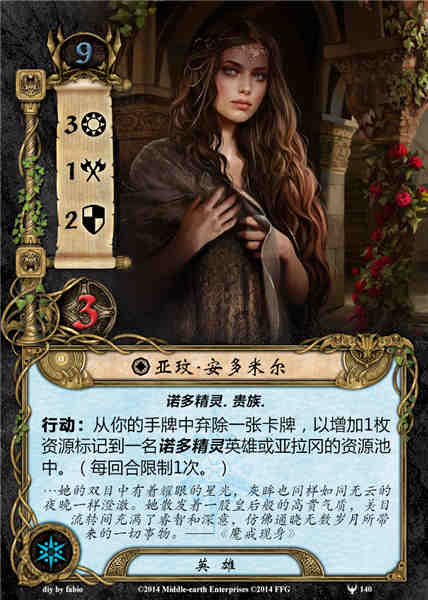 9
3
1
2
3
亚玟·安多米尔
诺多精灵. 贵族.
行动：从你的手牌中弃除一张卡牌，以增加1枚
资源标记到一名诺多精灵英雄或亚拉冈的资源池
中。（每回合限制1次。）
…她的双目中有着耀眼的星光，灰眸也同样如同无云的
夜晚一样澄澈。她散发着一股皇后般的高贵气质，美目
流转间充满了睿智和深意，仿佛通晓无数岁月所带
来的一切事物。——《魔戒现身》
英 雄
diy by fabio
©2014 Middle-earth Enterprises ©2014 FFG
140